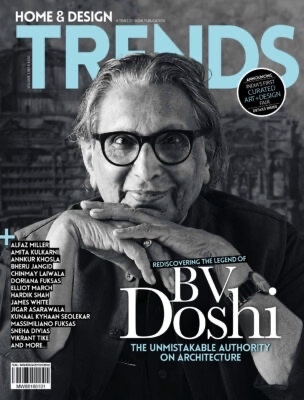 HOME & DESIGN
TRENDS
ANNOUNCING
INDIA'S FIRST
CURATED
ART + DESIGN
FAIR
REDISCOVERING THE LEGEND OF
BV
Doshi
THE UNMISTAKABLE AUTHORITY
ON ARCHITECTURE
+
ALFAZ MILLER
AMITA KULKARNI
ANNKUR KHOSLA
BHERU JANGID
CHINMAY LAIWALA
DORIANA FUKSAS
ELLIOT MARCH
HARDIK SHAH
JAMES WHITE
JIGAR ASARAWALA
KUNAAL KYHAAN SEOLEKAR
MASSIMILIANO FUKSAS
SNEHA DIVIAS
VIKRANT TIKE
AND MORE...